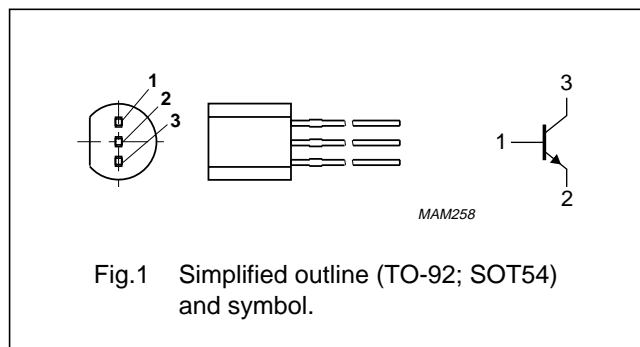 1
2
3
3
1
2
MAM258
Fig.1 Simplified outline (TO-92; SOT54)
and symbol.